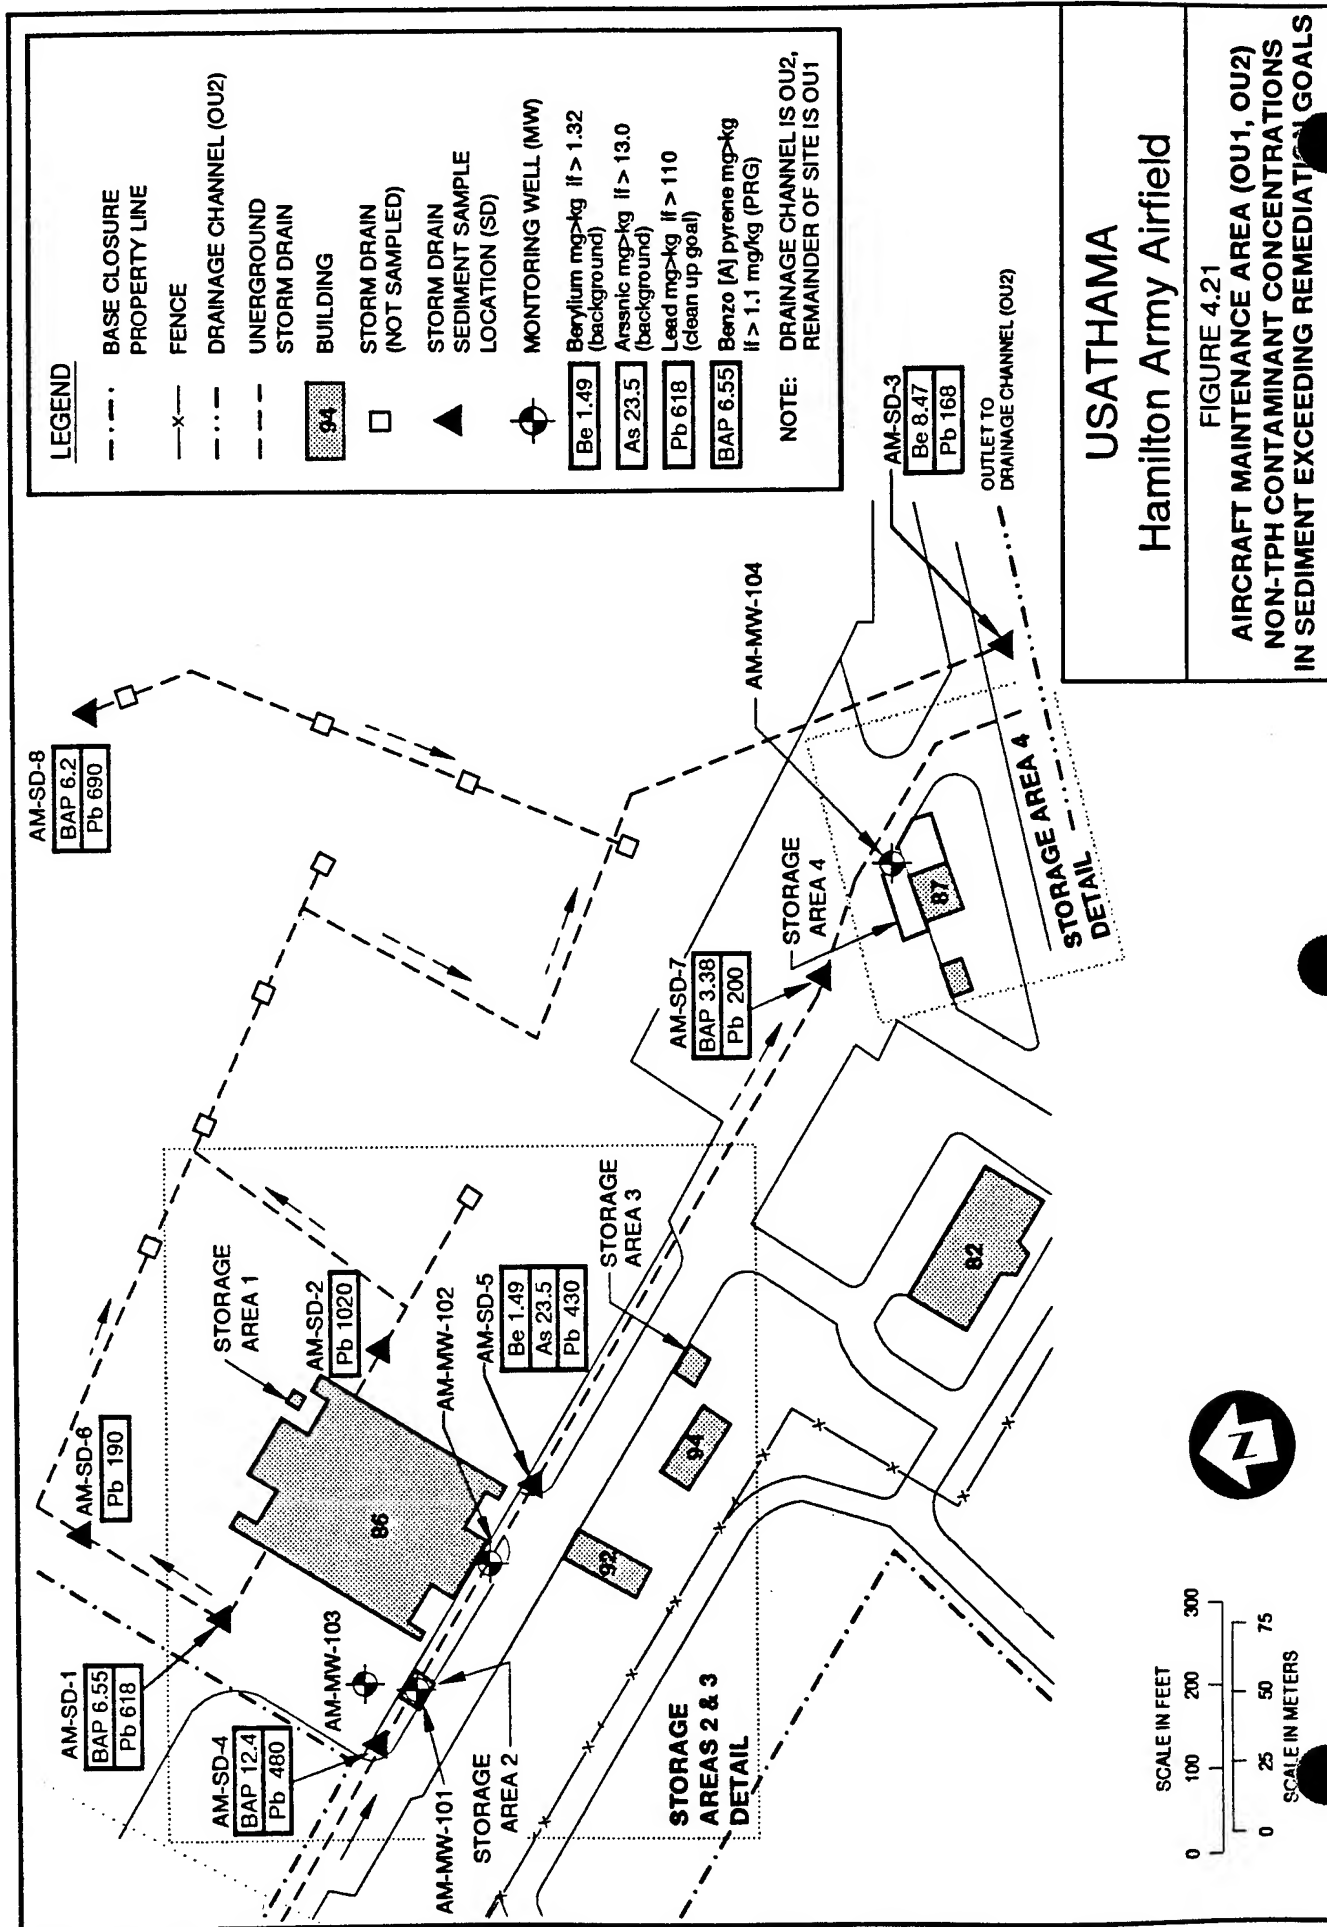 LEGEND
BASE CLOSURE
PROPERTY LINE
FENCE
DRAINAGE CHANNEL (OU2)
UNERGROUND
STORM DRAIN
94
BUILDING
STORM DRAIN
(NOT SAMPLED)
STORM DRAIN
SEDIMENT SAMPLE
LOCATION (SD)
MONTORING WELL (MW)
Be 1.49
Berylium mg>kg if > 1.32
(background)
As 23.5
Arssnic mg>kg if > 13.0
(background)
Pb 618
Lead mg>kg if > 110
(clean up goal)
BAP 6.55
Benzo [A] pyrene mg>kg
if > 1.1 mg/kg (PRG)
NOTE: DRAINAGE CHANNEL IS OU2,
REMAINDER OF SITE IS OU1
AM-SD-8
BAP 6.2
Pb 690
AM-SD-6
Pb 190
AM-SD-1
BAP 6.55
Pb 618
STORAGE
AREA 1
AM-SD-2
Pb 1020
86
AM-MW-103
AM-SD-4
BAP 12.4
Pb 480
AM-MW-102
AM-SD-5
Be 1.49
As 23.5
Pb 430
AM-MW-101
STORAGE
AREA 2
STORAGE
AREA 3
92
94
STORAGE
AREAS 2 & 3
DETAIL
AM-SD-7
BAP 3.38
Pb 200
STORAGE
AREA 4
AM-MW-104
87
STORAGE AREA 4
DETAIL
82
AM-SD-3
Be 8.47
Pb 168
OUTLET TO
DRAINAGE CHANNEL (OU2)
N
SCALE IN FEET
0 100 200 300
0 25 50 75
SCALE IN METERS
USATHAMA
Hamilton Army Airfield
FIGURE 4.21
AIRCRAFT MAINTENANCE AREA (OU1, OU2)
NON-TPH CONTAMINANT CONCENTRATIONS
IN SEDIMENT EXCEEDING REMEDIATION GOALS